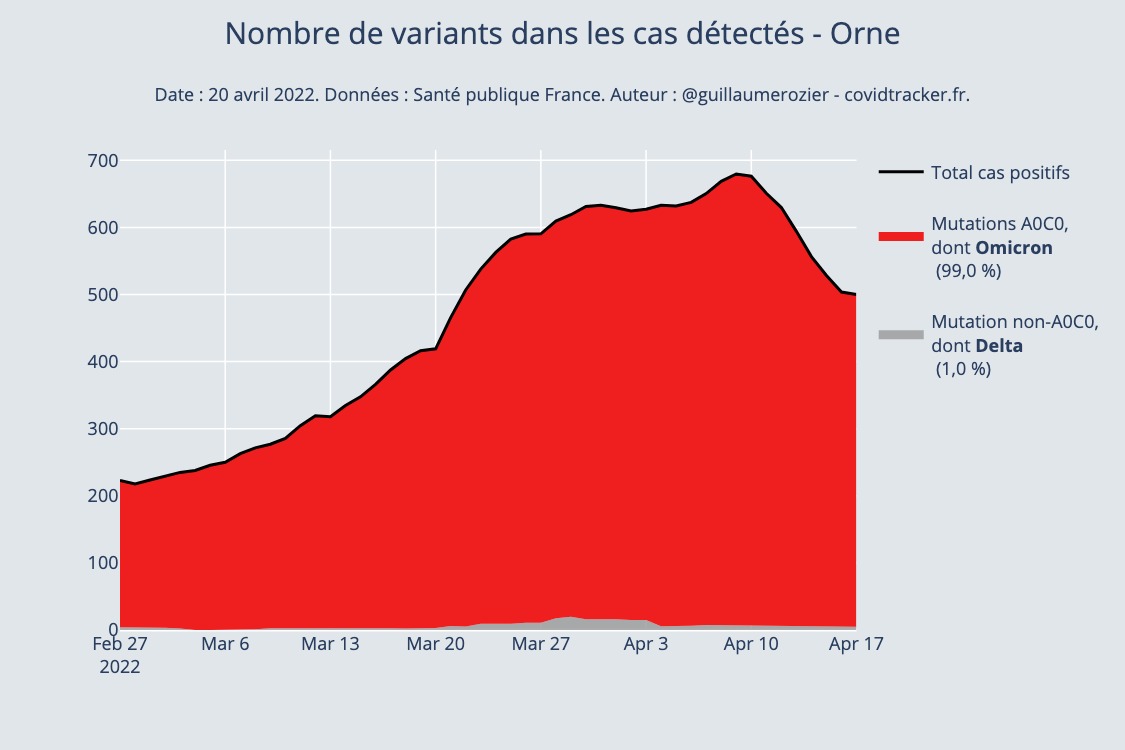 Nombre de variants dans les cas détectés - Orne
Date : 20 avril 2022. Données : Santé publique France. Auteur : @guillaumerozier - covidtracker.fr.
700
600
500
400
300
200
100
0
Feb 27
2022
Mar 6
Mar 13
Mar 20
Mar 27
Apr 3
Apr 10
Apr 17
Total cas positifs
Mutations A0C0,
dont Omicron
(99,0 %)
Mutation non-A0C0,
dont Delta
(1,0 %)